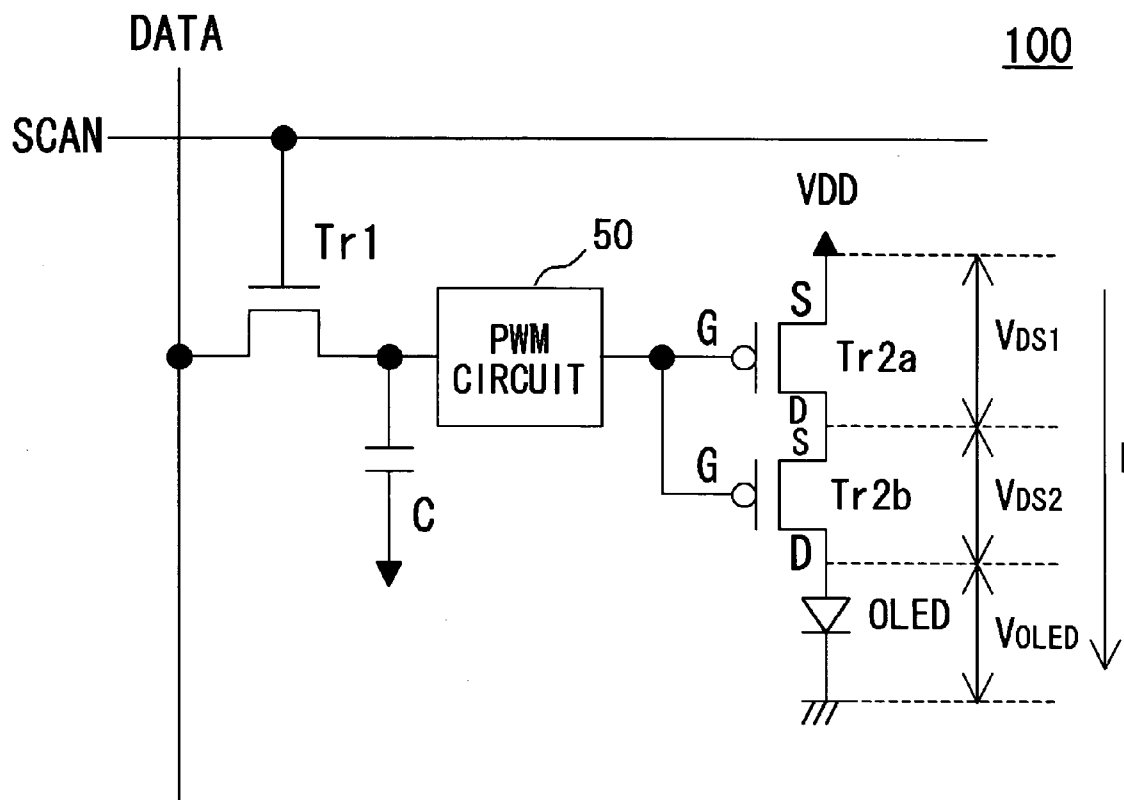 DATA
100
SCAN
VDD
Tr1
50
S
PWM
CIRCUIT
G
Tr2a
VDS1
D
S
G
Tr2b
VDS2
C
D
OLED
VOLED
I